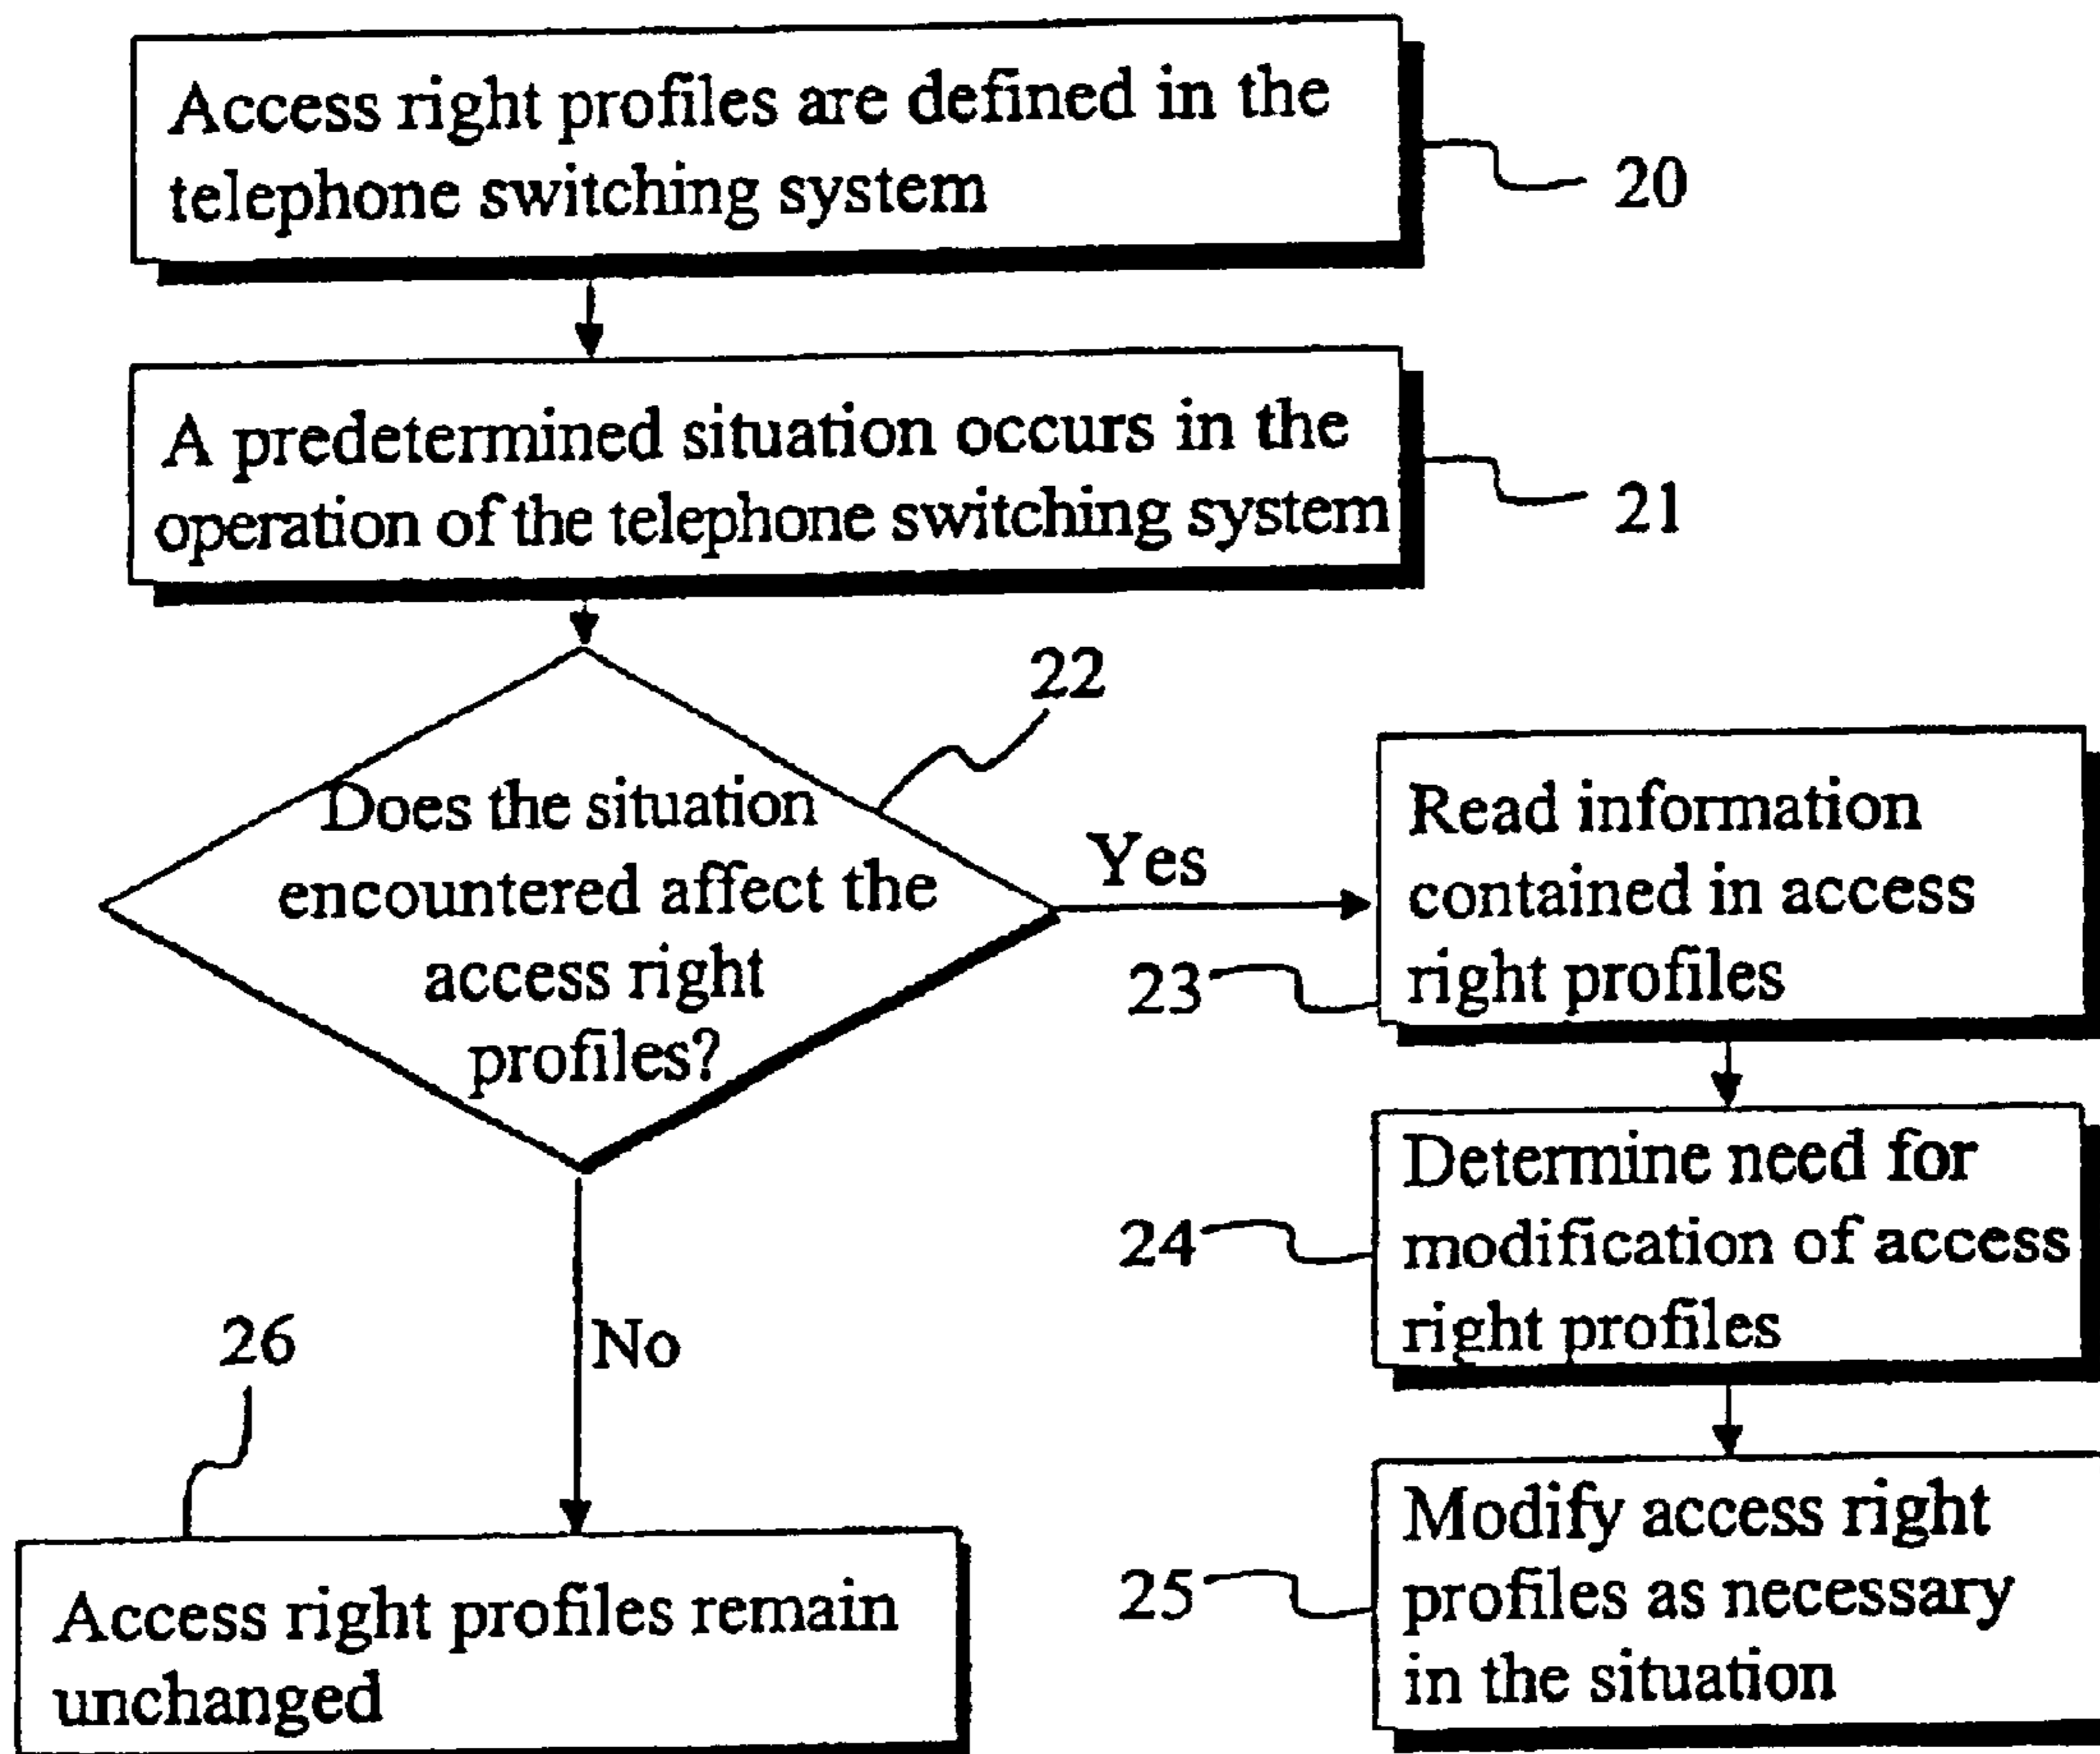 Access right profiles are defined in the
telephone switching system
20
A predetermined situation occurs in the
operation of the telephone switching system
21
22
Does the situation
encountered affect the
access right
profiles?
Yes
Read information
contained in access
right profiles
23
Determine need for
modification of access
right profiles
24
No
26
Modify access right
profiles as necessary
in the situation
25
Access right profiles remain
unchanged